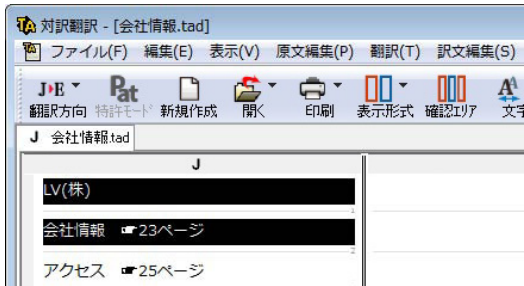 対訳翻訳 - [会社情報.tad]
ファイル(F) 編集(E) 表示(V) 原文編集(P) 翻訳(T) 訳文編集(S)
J▸E Pat
翻訳方向 特許モード 新規作成 開く 印刷 表示形式 確認エリア 文字
J 会社情報.tad
J
LV(株)
1
会社情報 ☛23ページ
2
アクセス ☛25ページ